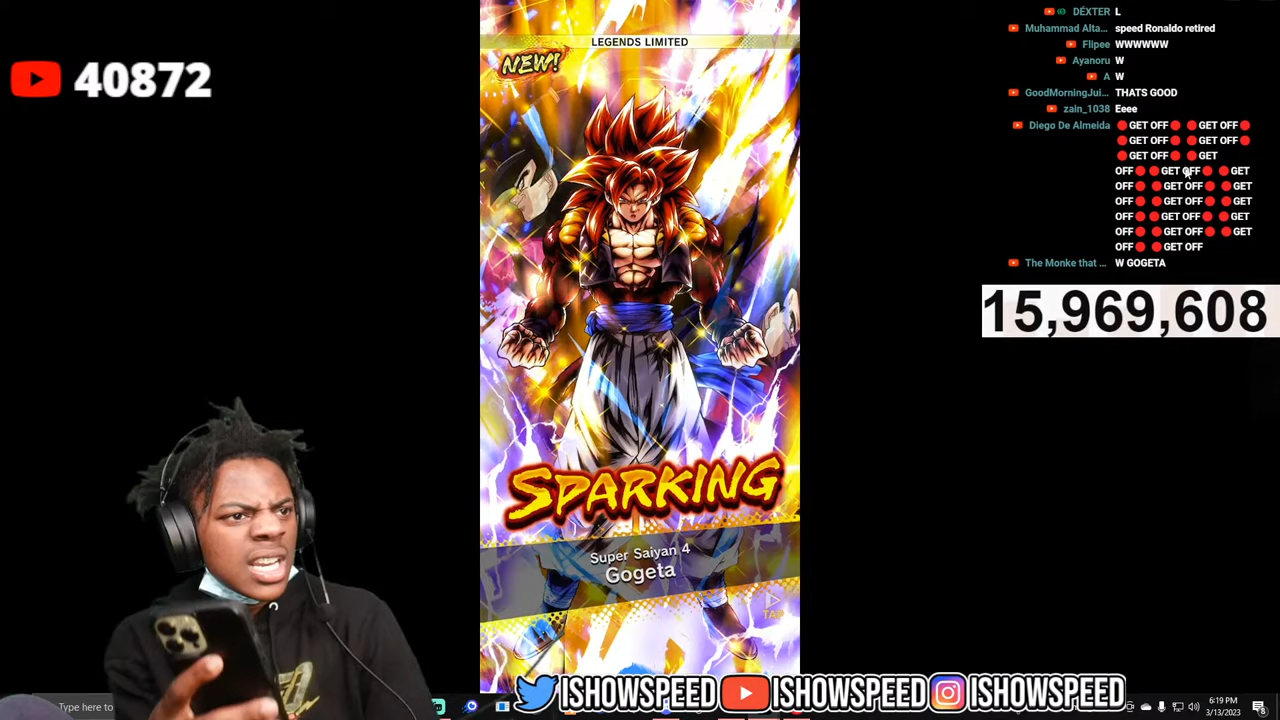 40872
LEGENDS LIMITED
NEW!
SPARKING
Super Saiyan 4
Gogeta
TAP
DÉXTER L
Muhammad Alta... speed Ronaldo retired
Flipee WWWWWW
Ayanoru W
A W
GoodMorningJui... THATS GOOD
zain_1038 Eeee
Diego De Almeida 🔴GET OFF🔴 🔴GET OFF🔴
🔴GET OFF🔴 🔴GET OFF🔴
🔴GET OFF🔴 🔴GET
OFF🔴 🔴GET OFF🔴 🔴GET
OFF🔴 🔴GET OFF🔴 🔴GET
OFF🔴 🔴GET OFF🔴 🔴GET
OFF🔴 🔴GET OFF🔴 🔴GET
OFF🔴 🔴GET OFF🔴 🔴GET
OFF🔴 🔴GET OFF
The Monke that ... W GOGETA
15,969,608
ISHOWSPEED ISHOWSPEED ISHOWSPEED
Type here to
6:19 PM
3/13/2023
8